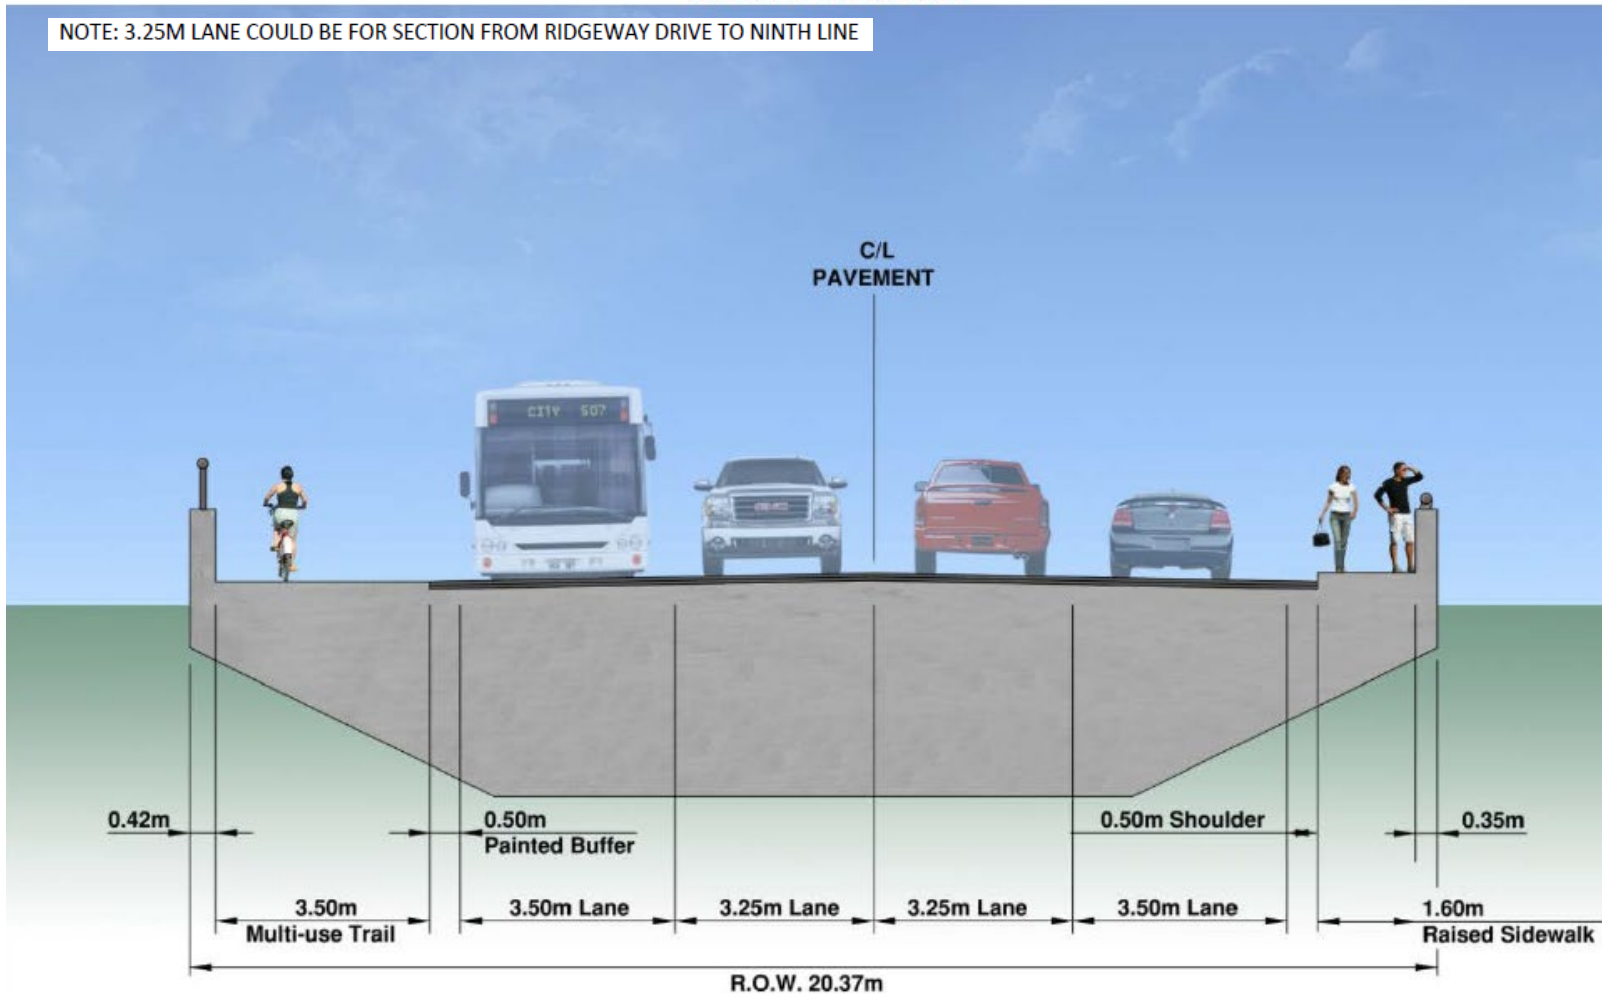 NOTE: 3.25M LANE COULD BE FOR SECTION FROM RIDGEWAY DRIVE TO NINTH LINE
C/L
PAVEMENT
CITY 507
GMC
0.42m
0.50m
Painted Buffer
0.50m Shoulder
0.35m
3.50m
Multi-use Trail
3.50m Lane
3.25m Lane
3.25m Lane
3.50m Lane
1.60m
Raised Sidewalk
R.O.W. 20.37m